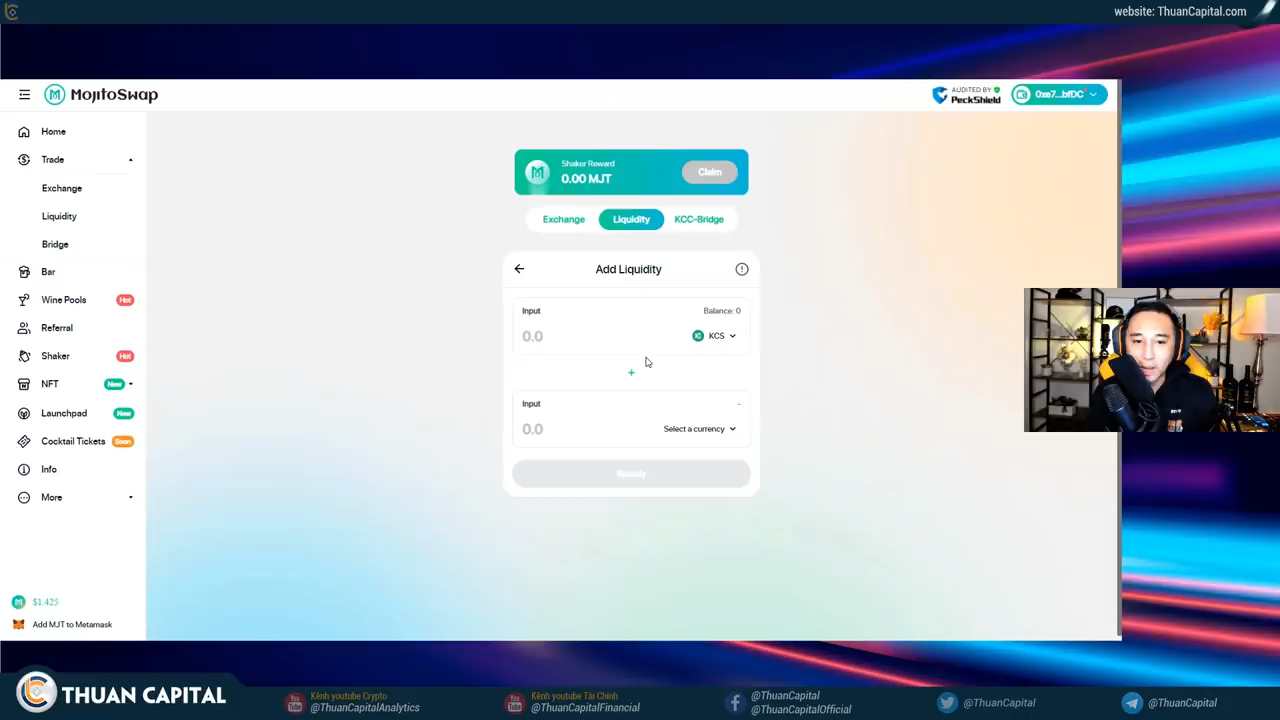 website: ThuanCapital.com
MojitoSwap
AUDITED BY
PeckShield
0xe7...bfDC
Home
Trade
Exchange
Liquidity
Bridge
Bar
Wine Pools Hot
Referral
Shaker Hot
NFT New
Launchpad New
Cocktail Tickets Soon
Info
More
$1.425
Add MJT to Metamask
Shaker Reward
0.00 MJT
Claim
Exchange Liquidity KCC-Bridge
Add Liquidity
Input Balance: 0
0.0 KCS
+
Input -
0.0 Select a currency
Supply
THUAN CAPITAL
Kênh youtube Crypto
@ThuanCapitalAnalytics
Kênh youtube Tài Chính
@ThuanCapitalFinancial
@ThuanCapital
@ThuanCapitalOfficial
@ThuanCapital
@ThuanCapital